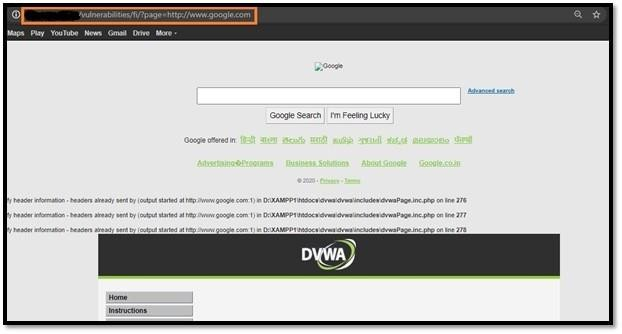 /vulnerabilities/fi/?page=http://www.google.com
Maps Play YouTube News Gmail Drive More
Google
Advanced search
Google Search I'm Feeling Lucky
Google offered in: हिन्दी বাংলা తెలుగు मराठी தமிழ் ગુજરાતી ಕನ್ನಡ മലയാളം ਪੰਜਾਬੀ
Advertising�Programs Business Solutions About Google Google.co.in
© 2020 - Privacy - Terms
fy header information - headers already sent by (output started at http://www.google.com:1) in D:\XAMPP1\htdocs\dvwa\dvwa\includes\dvwaPage.inc.php on line 276
fy header information - headers already sent by (output started at http://www.google.com:1) in D:\XAMPP1\htdocs\dvwa\dvwa\includes\dvwaPage.inc.php on line 277
fy header information - headers already sent by (output started at http://www.google.com:1) in D:\XAMPP1\htdocs\dvwa\dvwa\includes\dvwaPage.inc.php on line 278
DVWA
Home
Instructions